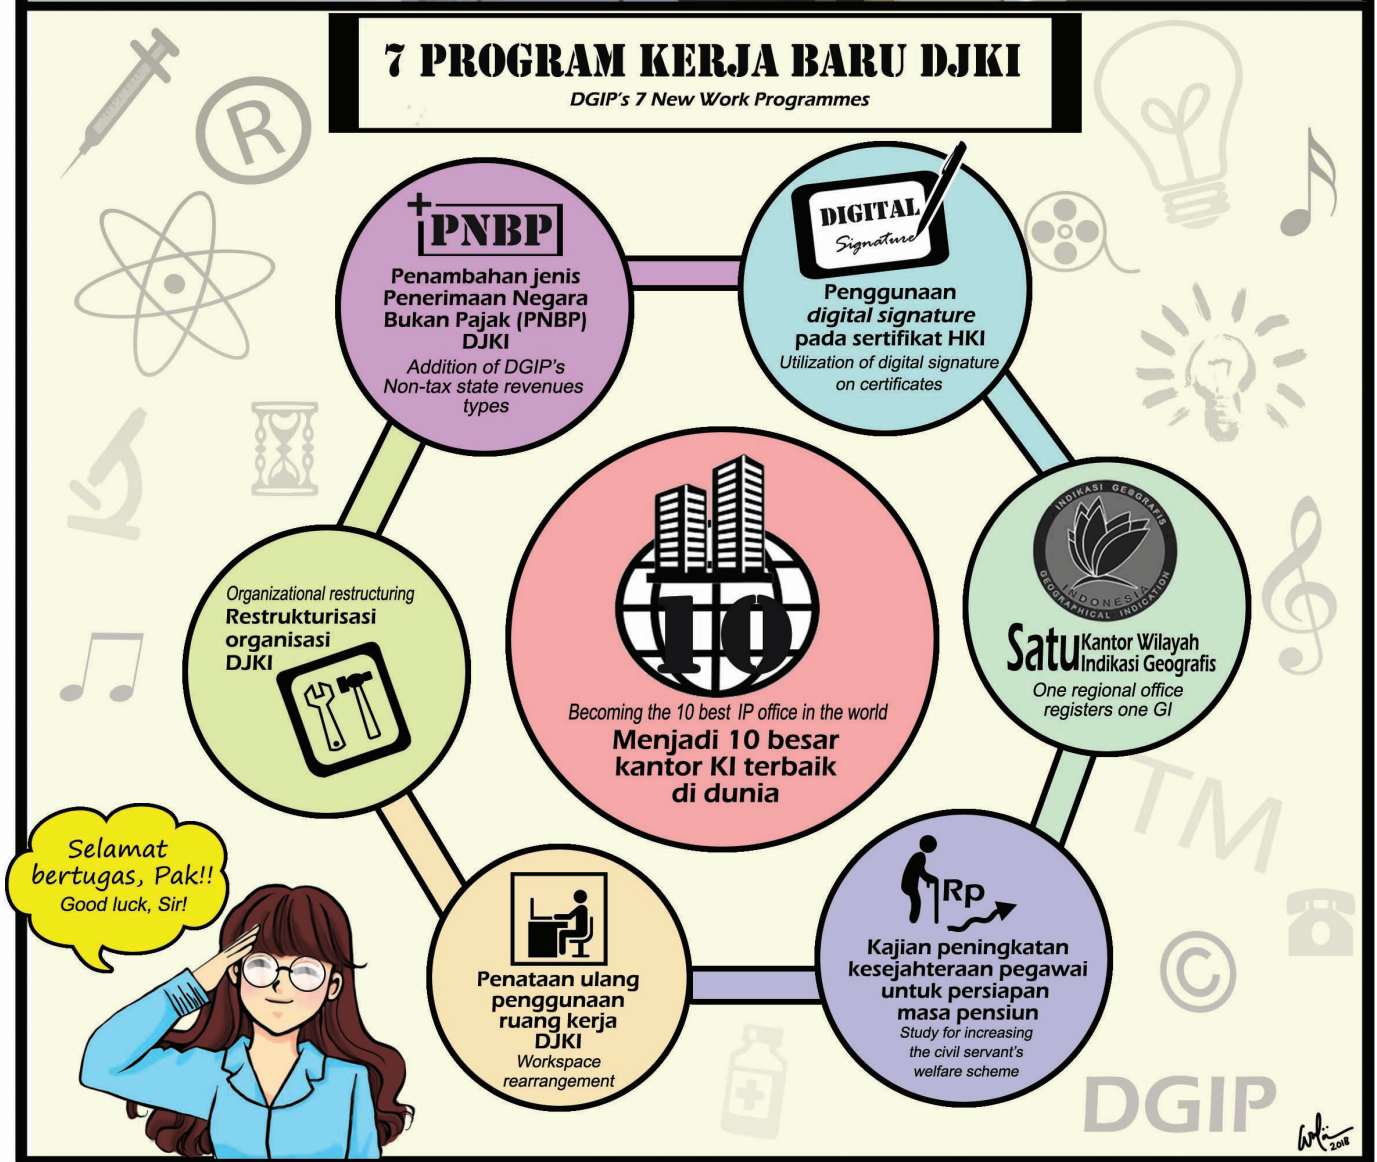 7 PROGRAM KERJA BARU DJKI
DGIP's 7 New Work Programmes
®
+PNBP
Penambahan jenis
Penerimaan Negara
Bukan Pajak (PNBP)
DJKI
Addition of DGIP's
Non-tax state revenues
types
DIGITAL
Signature
Penggunaan
digital signature
pada sertifikat HKI
Utilization of digital signature
on certificates
INDIKASI GEOGRAFIS
INDONESIA
GEOGRAPHICAL INDICATION
Satu Kantor Wilayah
Indikasi Geografis
One regional office
registers one GI
Organizational restructuring
Restrukturisasi
organisasi
DJKI
10
Becoming the 10 best IP office in the world
Menjadi 10 besar
kantor KI terbaik
di dunia
TM
Rp
Kajian peningkatan
kesejahteraan pegawai
untuk persiapan
masa pensiun
Study for increasing
the civil servant's
welfare scheme
Penataan ulang
penggunaan
ruang kerja
DJKI
Workspace
rearrangement
Selamat
bertugas, Pak!!
Good luck, Sir!
©
DGIP
2018